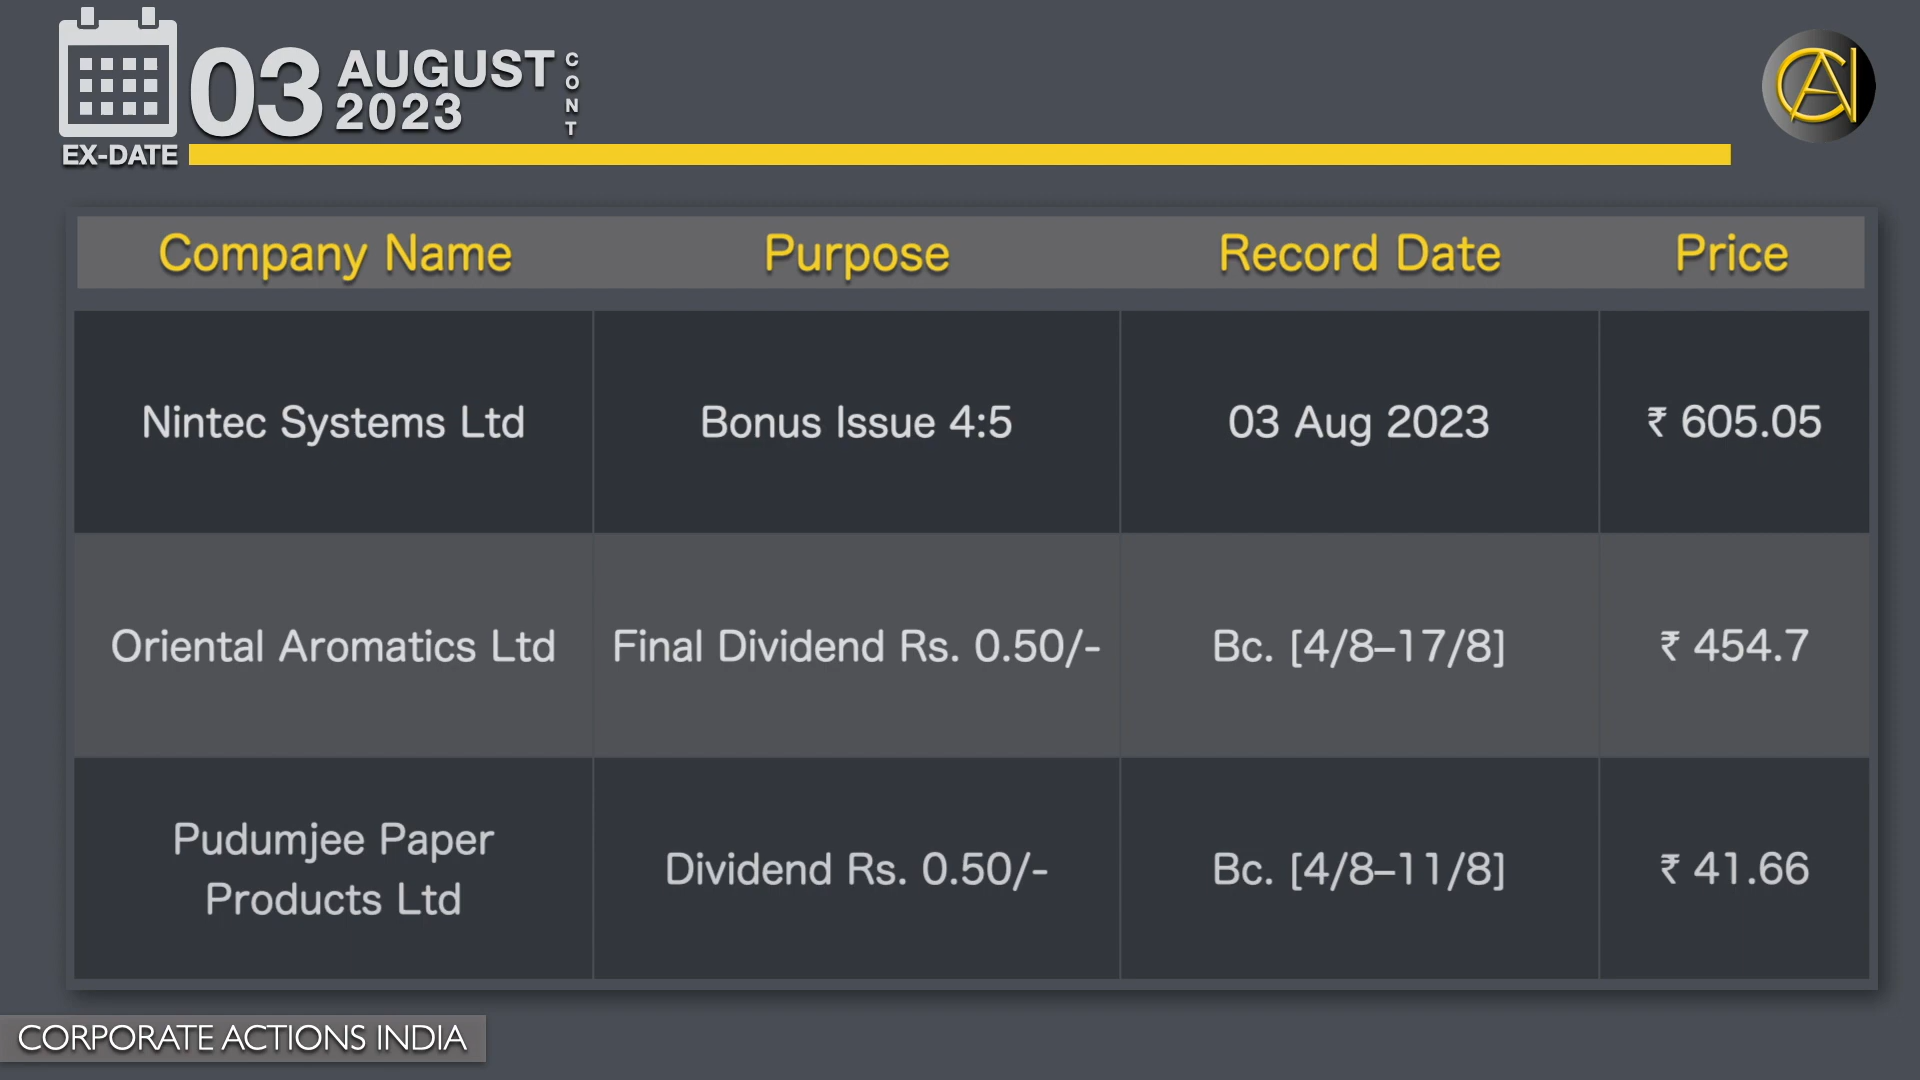 03 AUGUST
2023
CONT
EX-DATE
CAI
Company Name Purpose Record Date Price
Nintec Systems Ltd Bonus Issue 4:5 03 Aug 2023 ₹ 605.05
Oriental Aromatics Ltd Final Dividend Rs. 0.50/- Bc. [4/8–17/8] ₹ 454.7
Pudumjee Paper
Products Ltd Dividend Rs. 0.50/- Bc. [4/8–11/8] ₹ 41.66
CORPORATE ACTIONS INDIA